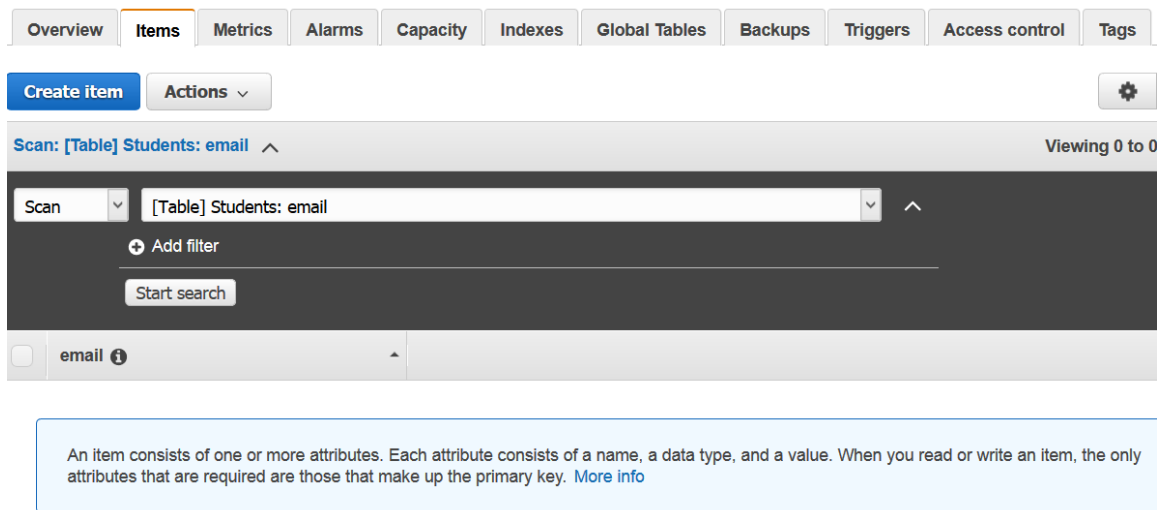 Overview Items Metrics Alarms Capacity Indexes Global Tables Backups Triggers Access control Tags
Create item Actions
Scan: [Table] Students: email Viewing 0 to 0
Scan [Table] Students: email
Add filter
Start search
email
An item consists of one or more attributes. Each attribute consists of a name, a data type, and a value. When you read or write an item, the only
attributes that are required are those that make up the primary key. More info